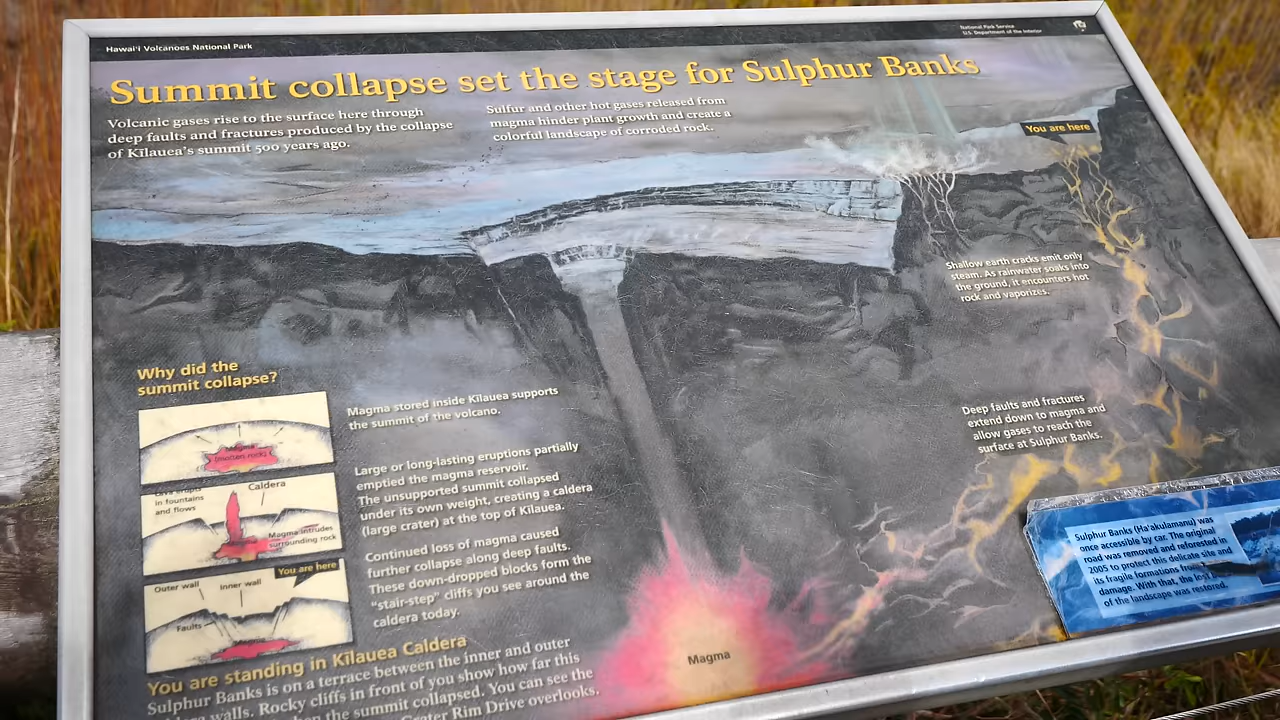 Hawai'i Volcanoes National Park
National Park Service
U.S. Department of the Interior
Summit collapse set the stage for Sulphur Banks
Volcanic gases rise to the surface here through
deep faults and fractures produced by the collapse
of Kīlauea's summit 500 years ago.
Sulfur and other hot gases released from
magma hinder plant growth and create a
colorful landscape of corroded rock.
You are here
Shallow earth cracks emit only
steam. As rainwater soaks into
the ground, it encounters hot
rock and vaporizes.
Deep faults and fractures
extend down to magma and
allow gases to reach the
surface at Sulphur Banks.
Why did the
summit collapse?
Magma
(molten rock)
Magma stored inside Kīlauea supports
the summit of the volcano.
Lava erupts
in fountains
and flows
Caldera
Magma intrudes
surrounding rock
Large or long-lasting eruptions partially
emptied the magma reservoir.
The unsupported summit collapsed
under its own weight, creating a caldera
(large crater) at the top of Kīlauea.
Outer wall
Inner wall
You are here
Faults
Magma
Continued loss of magma caused
further collapse along deep faults.
These down-dropped blocks form the
"stair-step" cliffs you see around the
caldera today.
You are standing in Kīlauea Caldera
Sulphur Banks is on a terrace between the inner and outer
walls. Rocky cliffs in front of you show how far this
when the summit collapsed. You can see the
Crater Rim Drive overlooks.
Magma
Sulphur Banks (Ha'akulamanu) was
once accessible by car. The original
road was removed and reforested in
2005 to protect this delicate site and
its fragile formations from
damage. With that, the
of the landscape was restored.